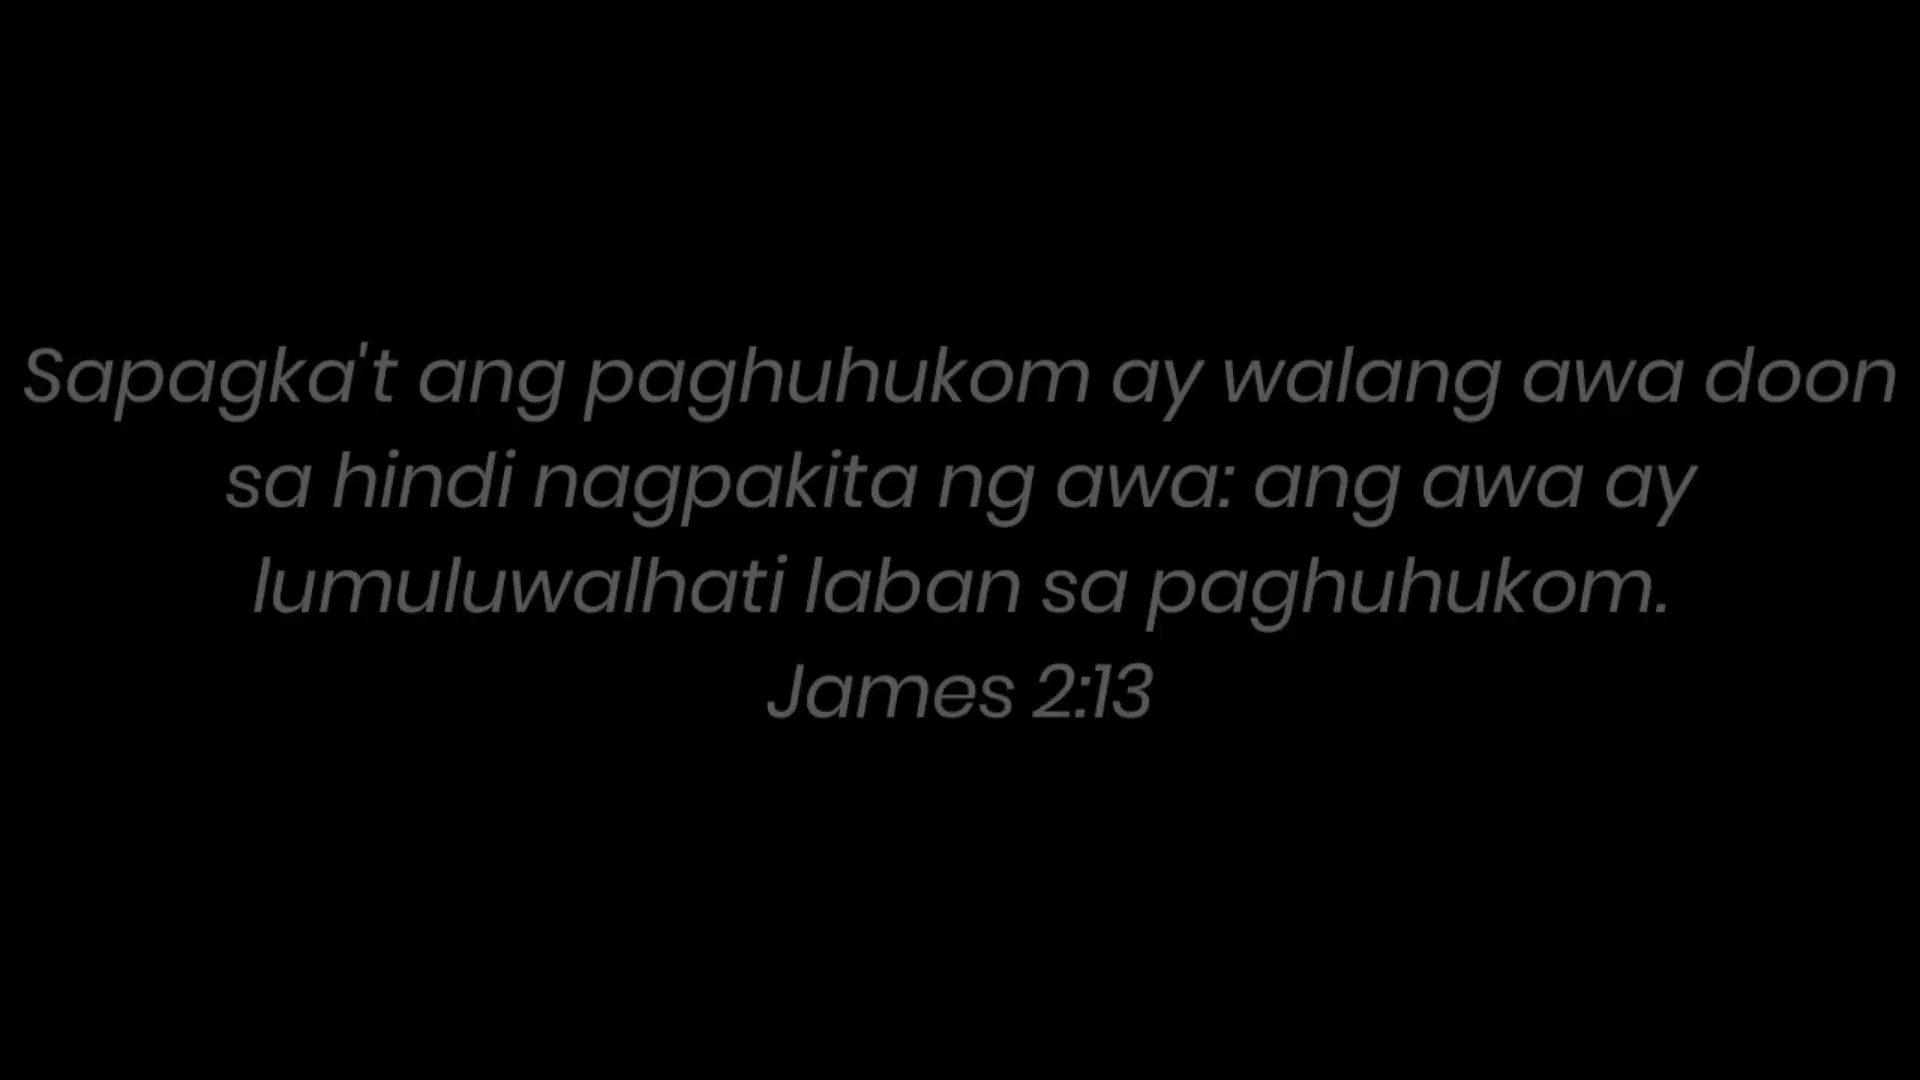 Sapagka't ang paghuhukom ay walang awa doon
sa hindi nagpakita ng awa: ang awa ay
lumuluwalhati laban sa paghuhukom.
James 2:13